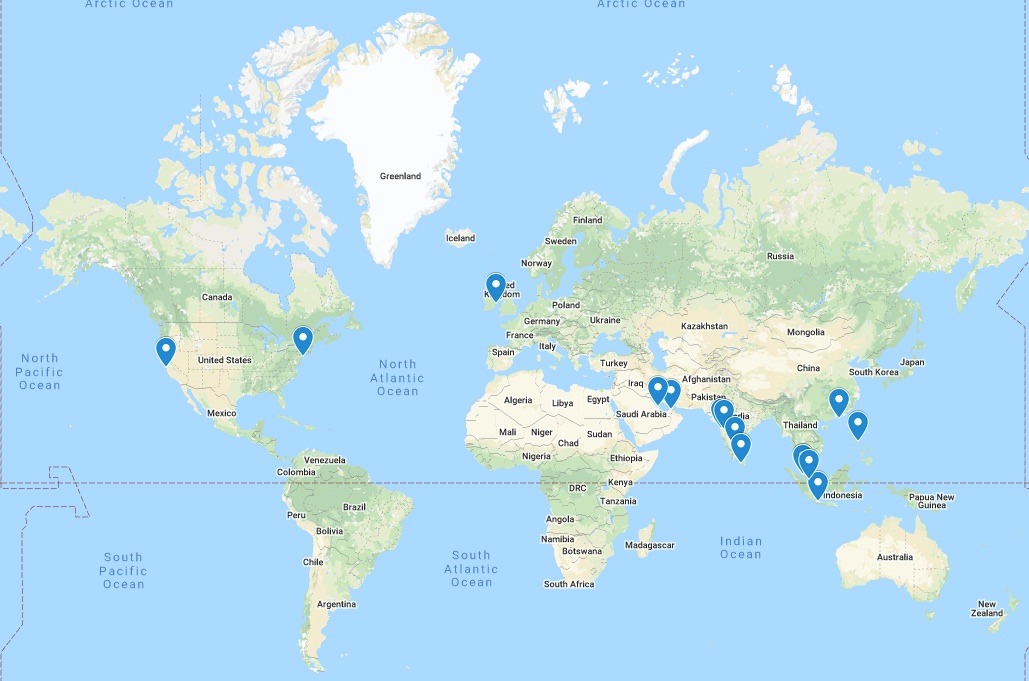 Arctic Ocean
Arctic Ocean
Greenland
Iceland
Finland
Sweden
Norway
Russia
Canada
Kingdom
Poland
Germany
Ukraine
France
Kazakhstan
Mongolia
Italy
Spain
United States
North
Pacific
Ocean
North
Atlantic
Ocean
Turkey
Japan
China
South Korea
Iraq
Afghanistan
Pakistan
Algeria
Libya
Egypt
Saudi Arabia
Mexico
Mali
Niger
Chad
Sudan
Thailand
Nigeria
Ethiopia
Venezuela
Colombia
Kenya
DRC
Tanzania
Indonesia
Papua New
Guinea
Peru
Brazil
Angola
Bolivia
Namibia
Botswana
Madagascar
Indian
Ocean
South
Pacific
Ocean
South
Atlantic
Ocean
Chile
Australia
South Africa
Argentina
New
Zealand